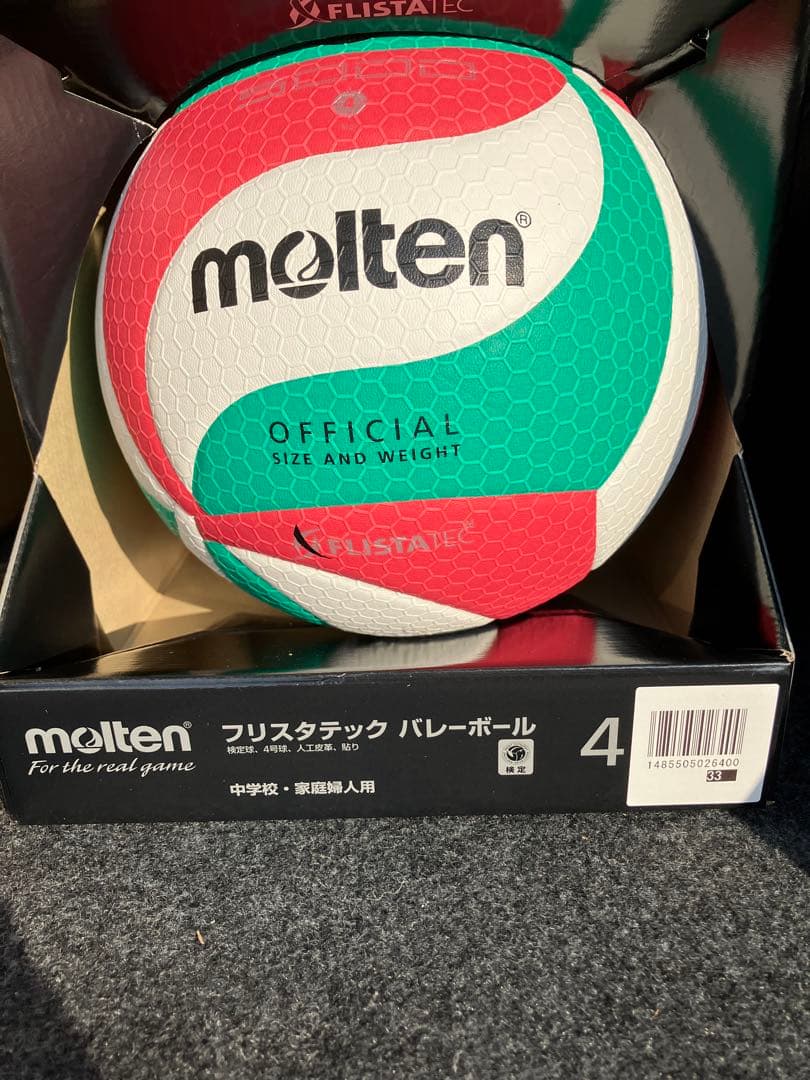 FLISTATEC
5000
molten®
OFFICIAL
SIZE AND WEIGHT
FLISTATEC
molten®
For the real game
フリスタテック バレーボール
検定球、4号球、人工皮革、貼り
検定
中学校・家庭婦人用
4
1485505026400
33